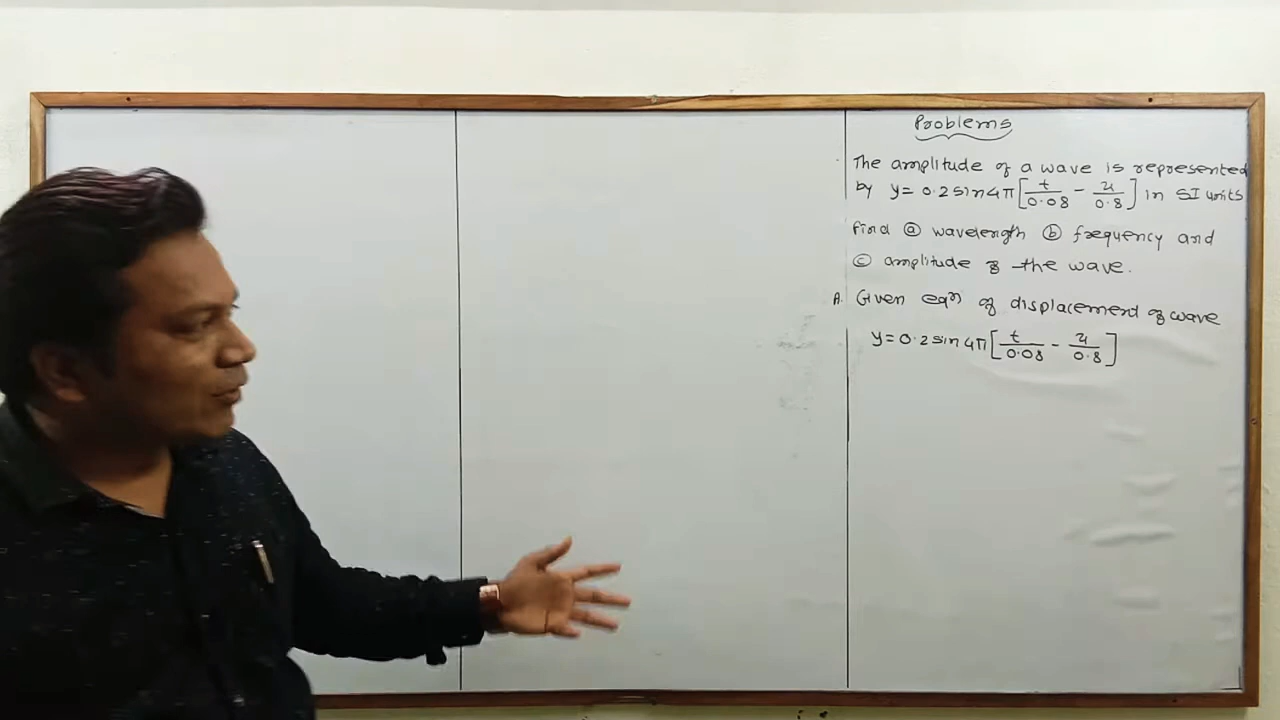 Problems
The amplitude of a wave is represented
by y = 0.2 sin 4π [t/0.08 - x/0.8] in SI units
Find ⓐ wavelength ⓑ frequency and
ⓒ amplitude of the wave.
A. Given eqn of displacement of wave
y = 0.2 sin 4π [t/0.08 - x/0.8]